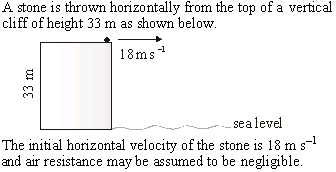 A stone is thrown horizontally from the top of a vertical
cliff of height 33 m as shown below.
18 m s⁻¹
33 m
sea level
The initial horizontal velocity of the stone is 18 m s⁻¹
and air resistance may be assumed to be negligible.